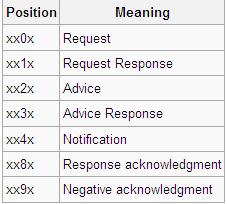 Position Meaning
xx0x Request
xx1x Request Response
xx2x Advice
xx3x Advice Response
xx4x Notification
xx8x Response acknowledgment
xx9x Negative acknowledgment